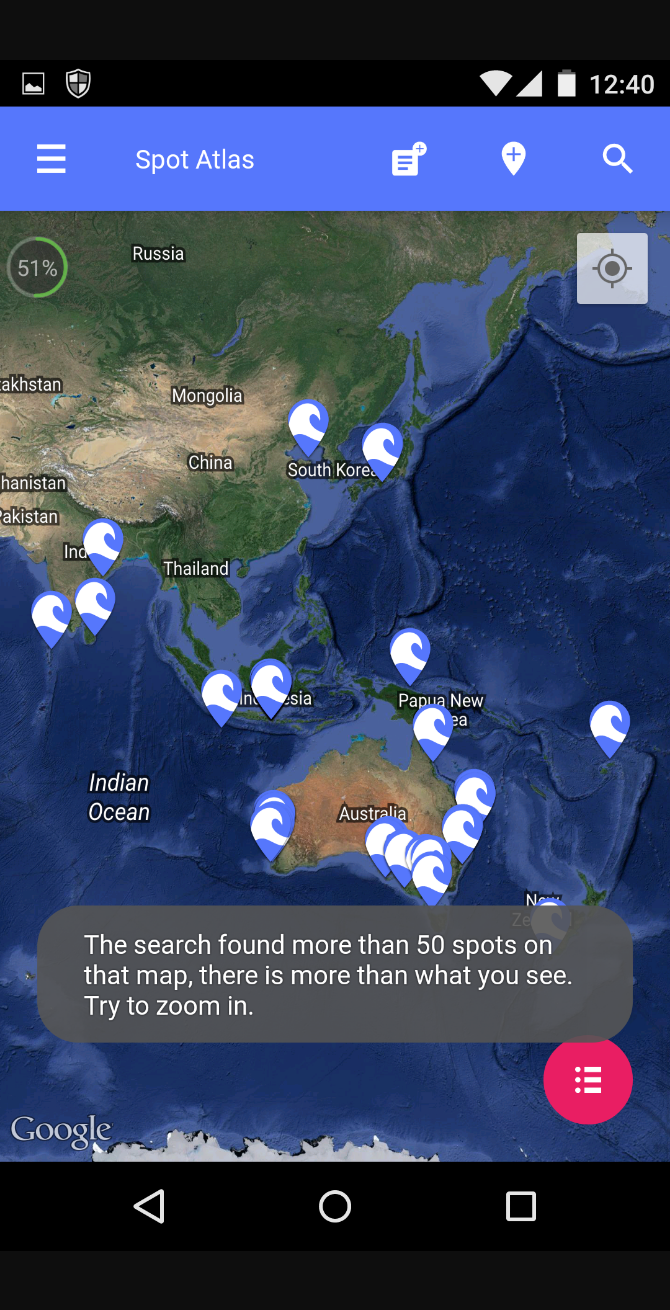 12:40
Spot Atlas
51%
Russia
zakhstan
Mongolia
China
South Korea
hanistan
Pakistan
Ind
Thailand
Indonesia
Papua New
ea
Indian
Ocean
Australia
New
Ze
The search found more than 50 spots on
that map, there is more than what you see.
Try to zoom in.
Google